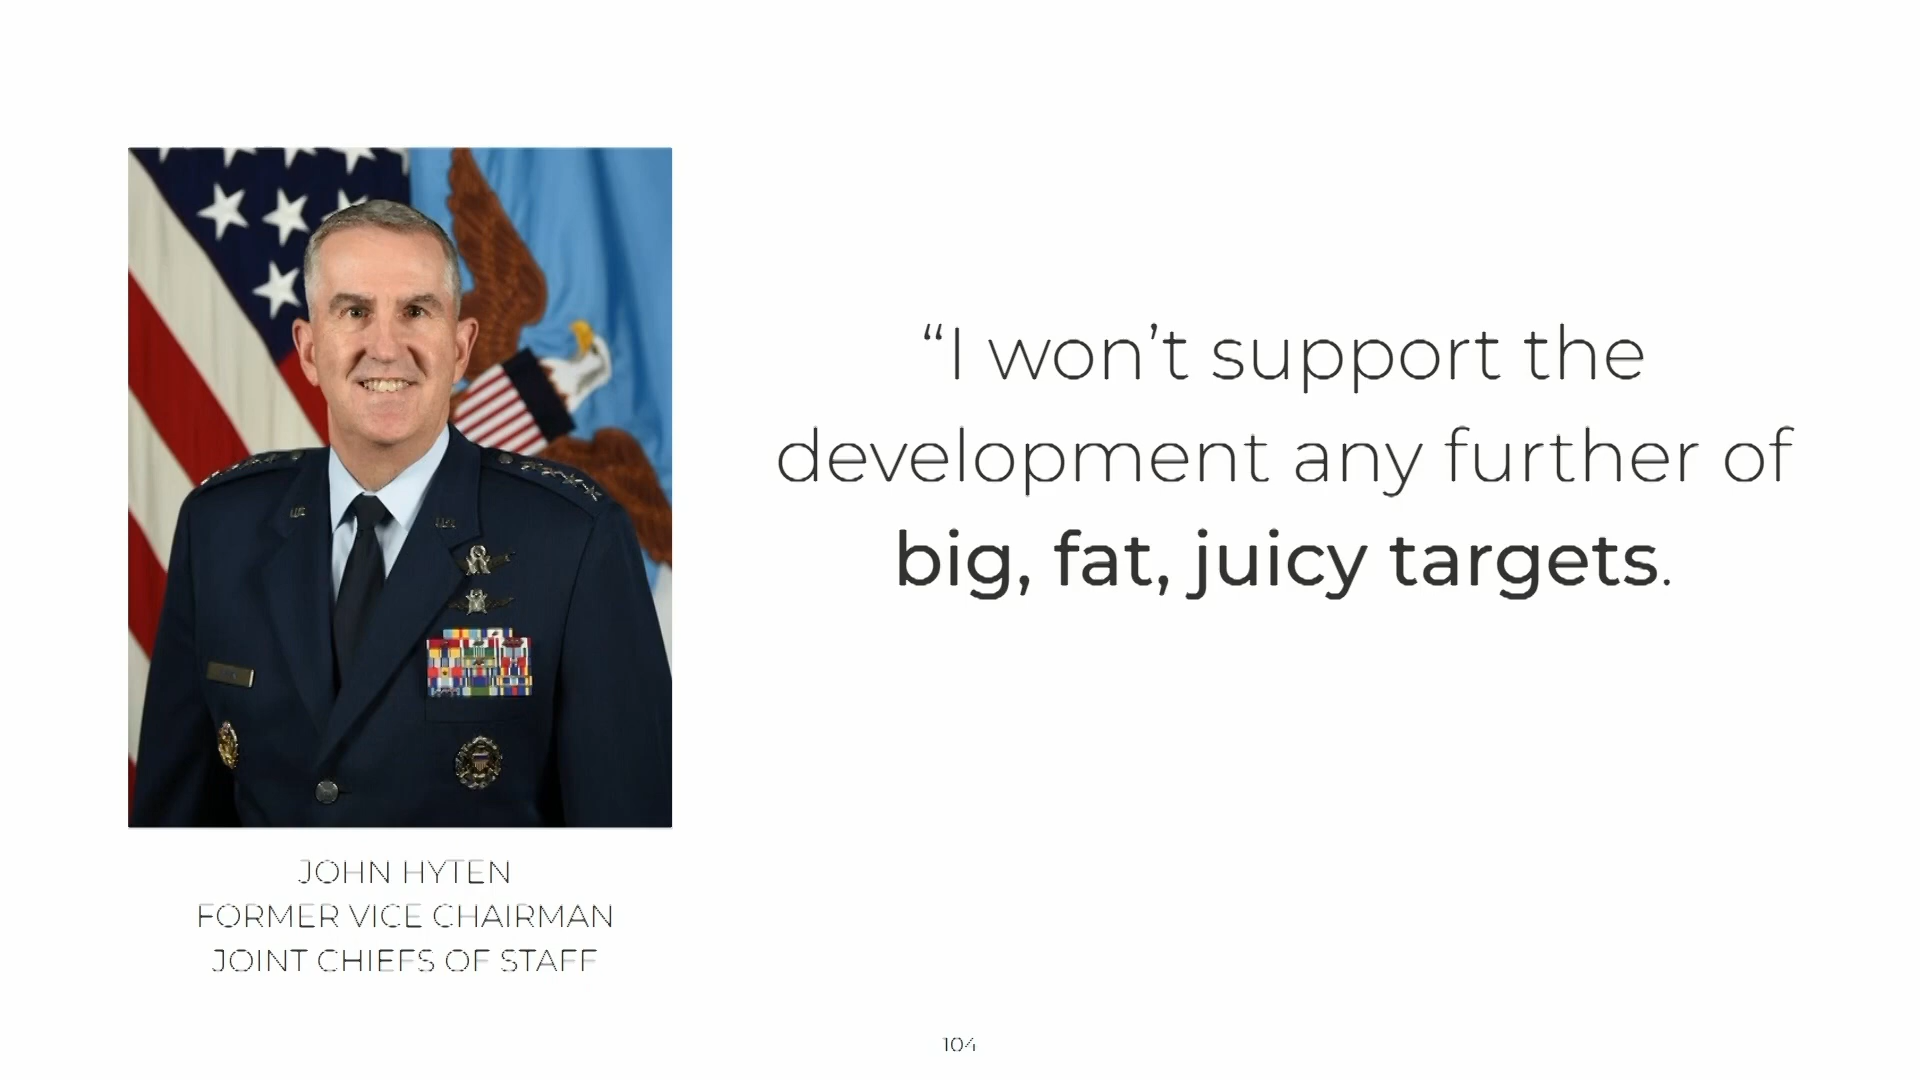 “I won’t support the
development any further of
big, fat, juicy targets.
JOHN HYTEN
FORMER VICE CHAIRMAN
JOINT CHIEFS OF STAFF
104